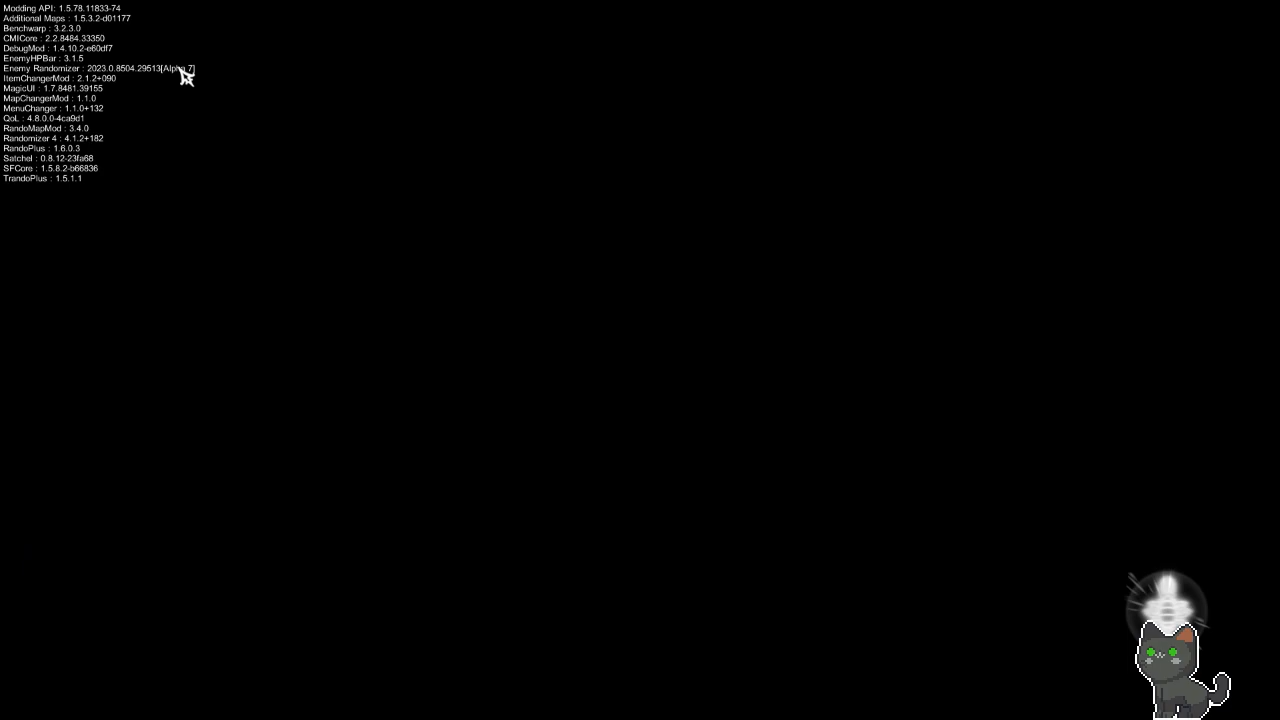 Modding API: 1.5.78.11833-74
Additional Maps : 1.5.3.2-d01177
Benchwarp : 3.2.3.0
CMICore : 2.2.8484.33350
DebugMod : 1.4.10.2-e60df7
EnemyHPBar : 3.1.5
Enemy Randomizer : 2023.0.8504.29513[Alpha 7]
ItemChangerMod : 2.1.2+090
MagicUI : 1.7.8481.39155
MapChangerMod : 1.1.0
MenuChanger : 1.1.0+132
QoL : 4.8.0.0-4ca9d1
RandoMapMod : 3.4.0
Randomizer 4 : 4.1.2+182
RandoPlus : 1.6.0.3
Satchel : 0.8.12-23fa68
SFCore : 1.5.8.2-b66836
TrandoPlus : 1.5.1.1